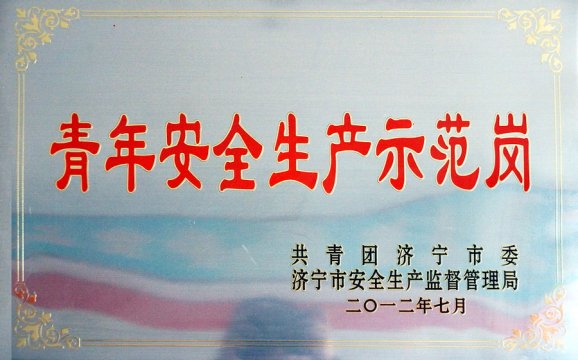 青年安全生产示范岗
共青团济宁市委
济宁市安全生产监督管理局
二〇一二年七月